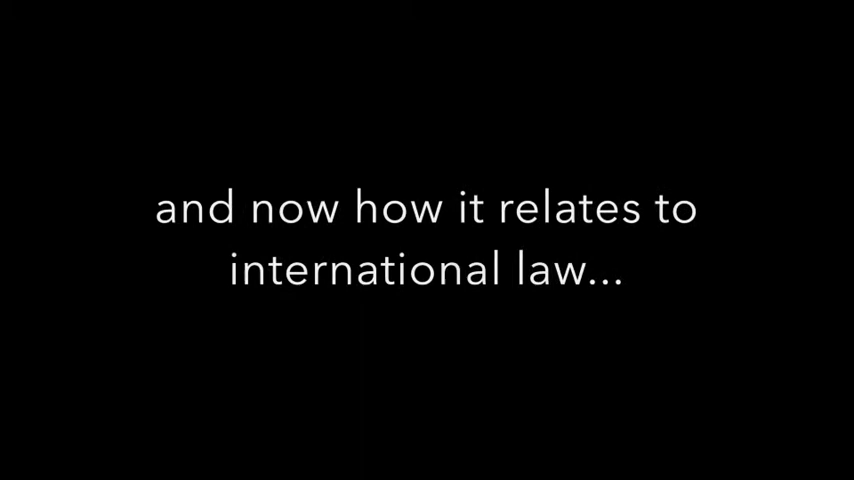 and now how it relates to
international law...